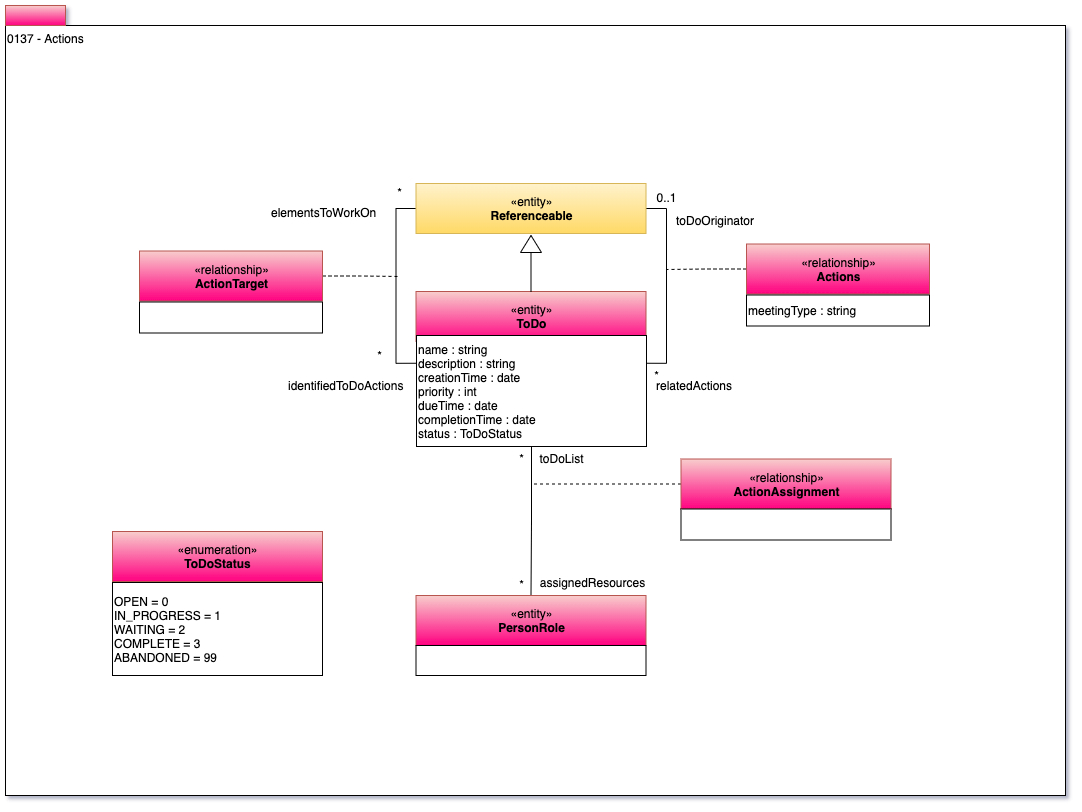 0137 - Actions
*
elementsToWorkOn
«entity»
Referenceable
0..1
toDoOriginator
«relationship»
ActionTarget
«relationship»
Actions
meetingType : string
«entity»
ToDo
name : string
description : string
creationTime : date
priority : int
dueTime : date
completionTime : date
status : ToDoStatus
*
identifiedToDoActions
*
relatedActions
*
toDoList
«relationship»
ActionAssignment
«enumeration»
ToDoStatus
OPEN = 0
IN_PROGRESS = 1
WAITING = 2
COMPLETE = 3
ABANDONED = 99
*
assignedResources
«entity»
PersonRole